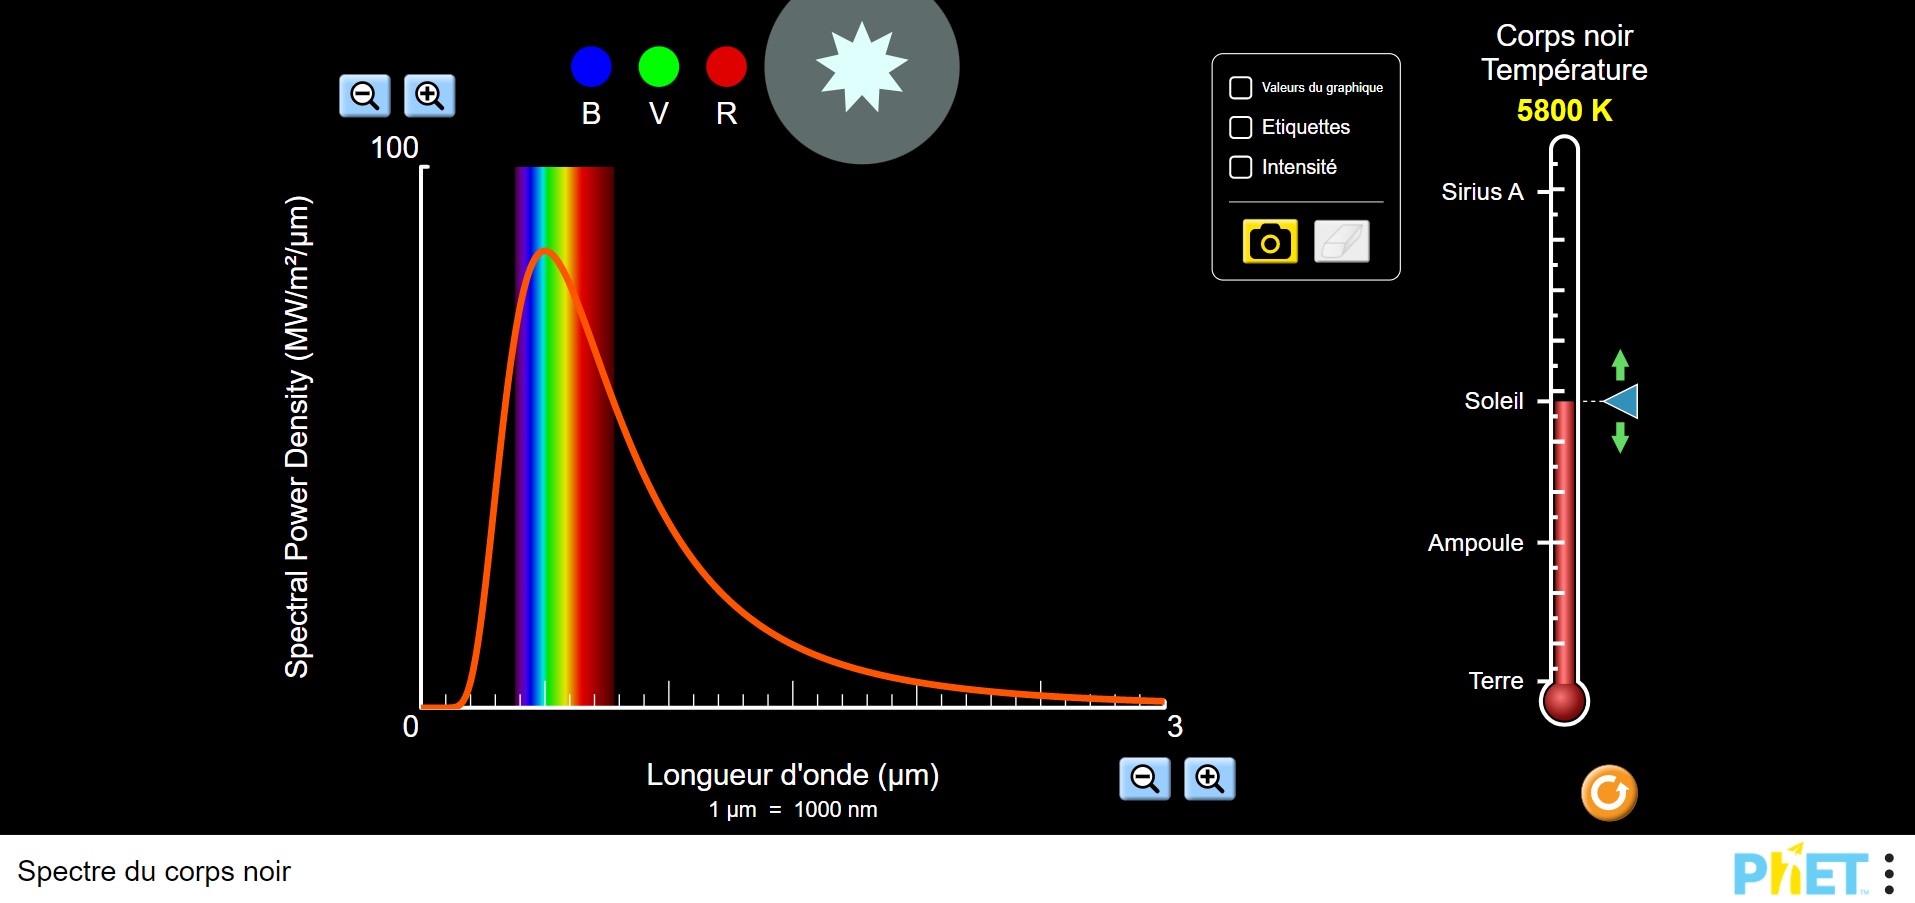 B
V
R
100
Spectral Power Density (MW/m²/µm)
0
3
Longueur d'onde (µm)
1 µm = 1000 nm
Valeurs du graphique
Etiquettes
Intensité
Corps noir
Température
5800 K
Sirius A
Soleil
Ampoule
Terre
Spectre du corps noir
PhET